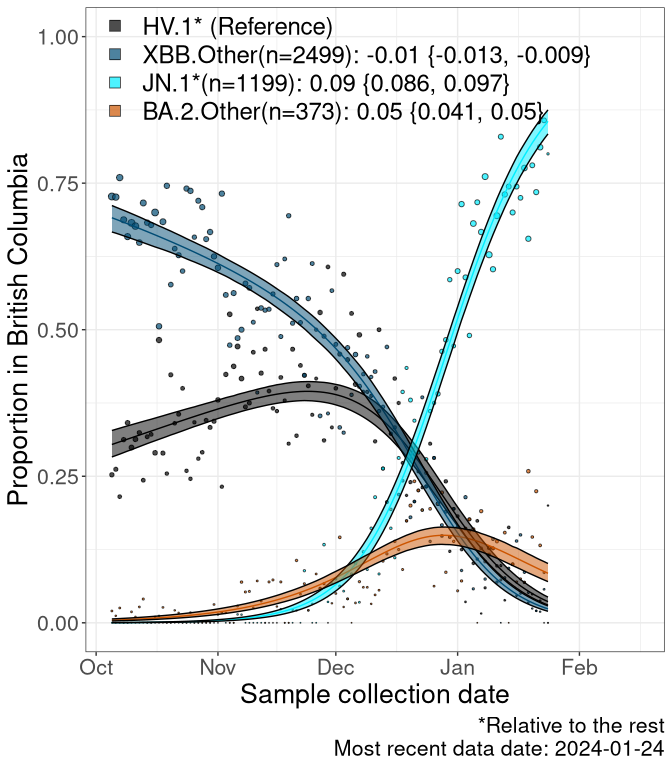 HV.1* (Reference)
XBB.Other(n=2499): -0.01 {-0.013, -0.009}
JN.1*(n=1199): 0.09 {0.086, 0.097}
BA.2.Other(n=373): 0.05 {0.041, 0.05}
1.00
0.75
0.50
0.25
0.00
Proportion in British Columbia
Oct Nov Dec Jan Feb
Sample collection date
*Relative to the rest
Most recent data date: 2024-01-24